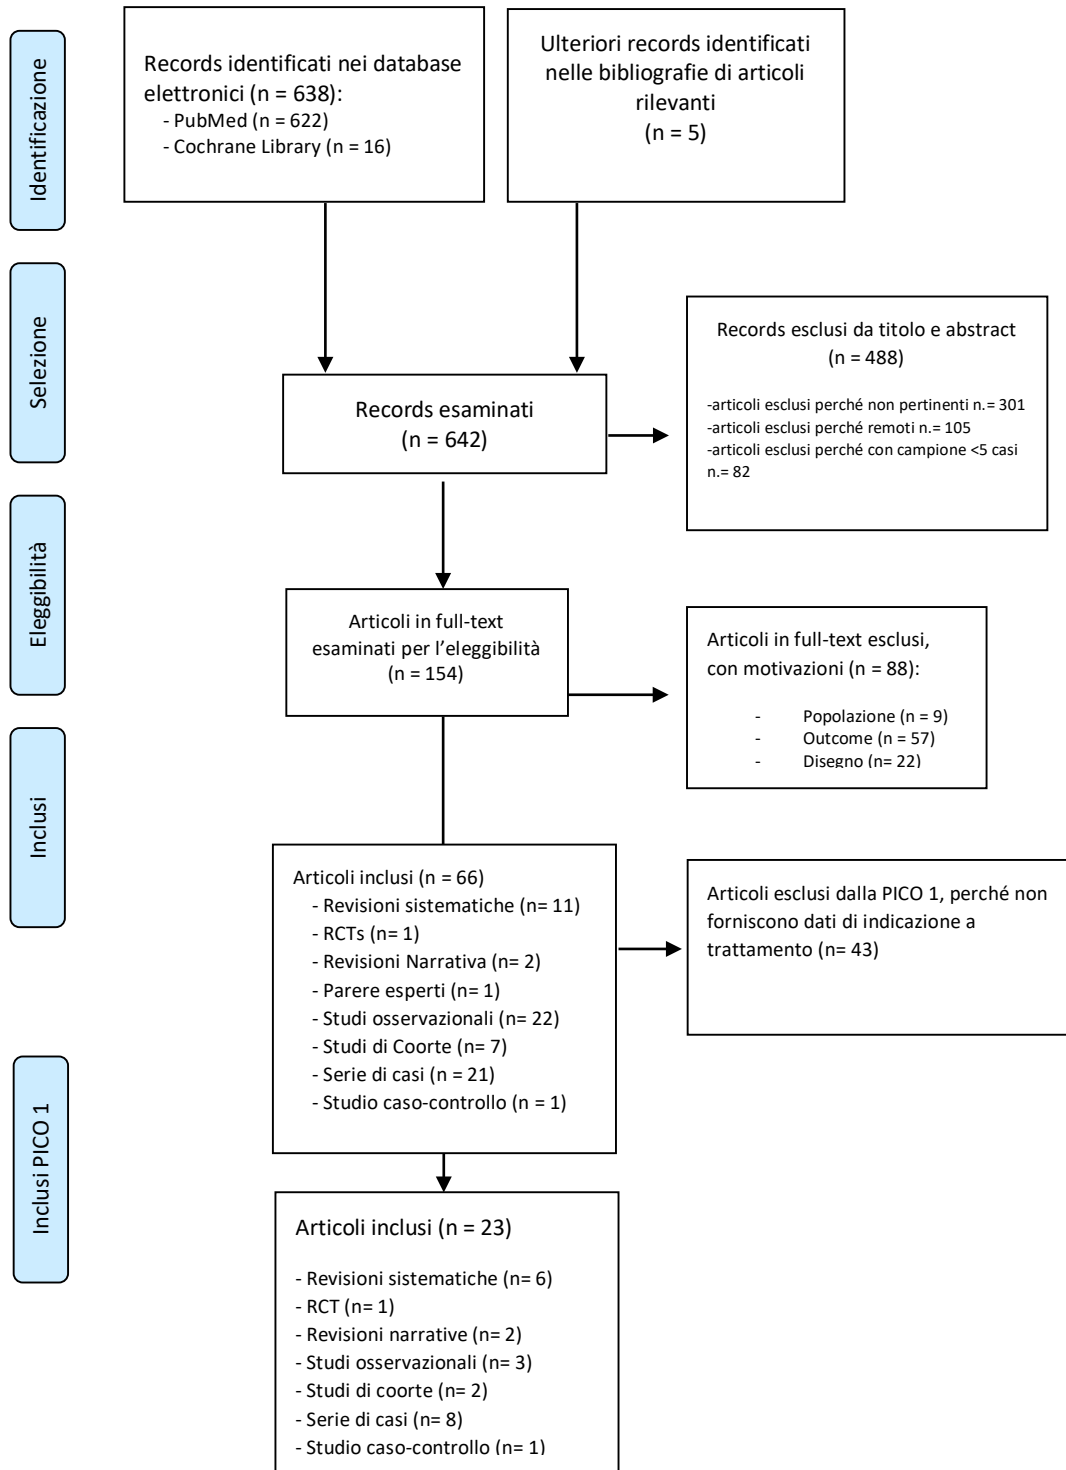 Identificazione
Records identificati nei database
elettronici (n = 638):
- PubMed (n = 622)
- Cochrane Library (n = 16)
Ulteriori records identificati
nelle bibliografie di articoli
rilevanti
(n = 5)
Selezione
Records esaminati
(n = 642)
Records esclusi da titolo e abstract
(n = 488)
-articoli esclusi perché non pertinenti n.= 301
-articoli esclusi perché remoti n.= 105
-articoli esclusi perché con campione <5 casi
n.= 82
Eleggibilità
Articoli in full-text
esaminati per l’eleggibilità
(n = 154)
Articoli in full-text esclusi,
con motivazioni (n = 88):
- Popolazione (n = 9)
- Outcome (n = 57)
- Disegno (n= 22)
Inclusi
Articoli inclusi (n = 66)
- Revisioni sistematiche (n= 11)
- RCTs (n= 1)
- Revisioni Narrativa (n= 2)
- Parere esperti (n= 1)
- Studi osservazionali (n= 22)
- Studi di Coorte (n= 7)
- Serie di casi (n= 21)
- Studio caso-controllo (n= 1)
Articoli esclusi dalla PICO 1, perché non
forniscono dati di indicazione a
trattamento (n= 43)
Inclusi PICO 1
Articoli inclusi (n = 23)
- Revisioni sistematiche (n= 6)
- RCT (n= 1)
- Revisioni narrative (n= 2)
- Studi osservazionali (n= 3)
- Studi di coorte (n= 2)
- Serie di casi (n= 8)
- Studio caso-controllo (n= 1)